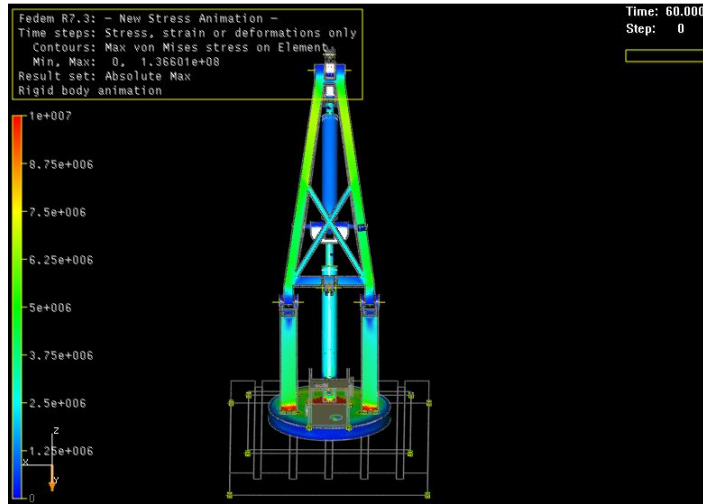 Fedem R7.3: - New Stress Animation -
Time steps: Stress, strain or deformations only
Contours: Max von Mises stress on Element
Min, Max: 0, 1.36601e+08
Result set: Absolute Max
Rigid body animation
Time: 60.000
Step: 0
1e+007
8.75e+006
7.5e+006
6.25e+006
5e+006
3.75e+006
2.5e+006
1.25e+006
0
Z
X
Y